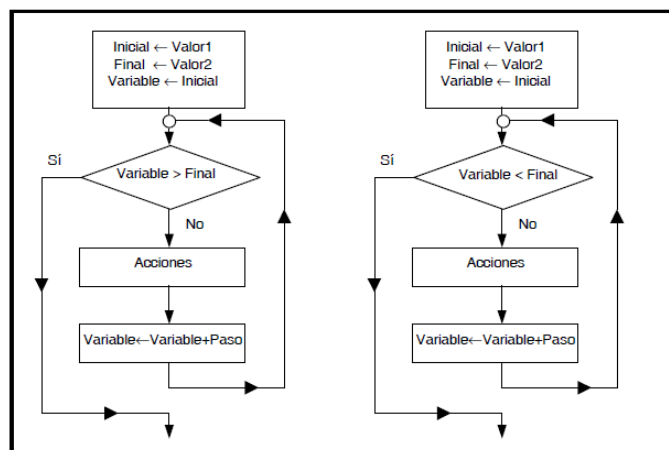 Inicial ← Valor1
Final ← Valor2
Variable ← Inicial
Sí
Variable > Final
No
Acciones
Variable←Variable+Paso
Inicial ← Valor1
Final ← Valor2
Variable ← Inicial
Sí
Variable < Final
No
Acciones
Variable←Variable+Paso